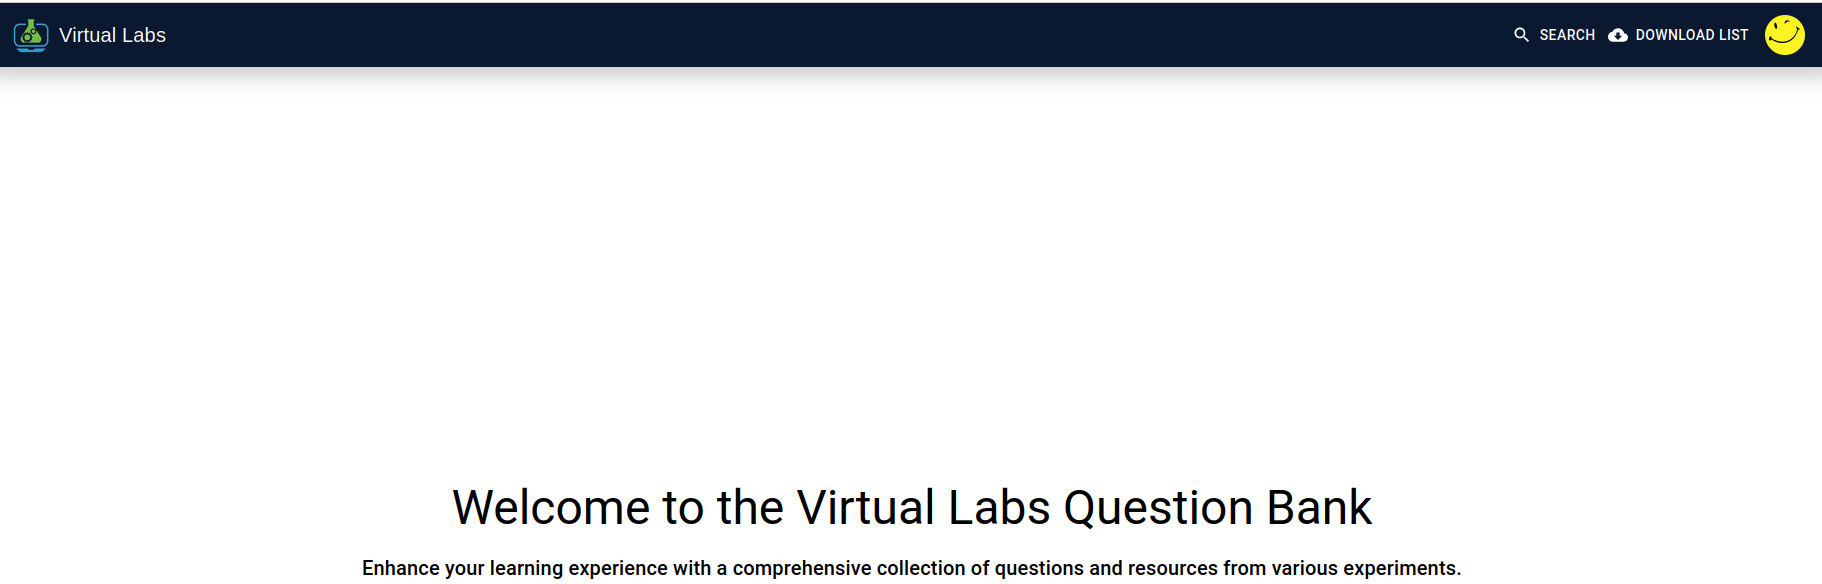 Virtual Labs
SEARCH
DOWNLOAD LIST
Welcome to the Virtual Labs Question Bank
Enhance your learning experience with a comprehensive collection of questions and resources from various experiments.